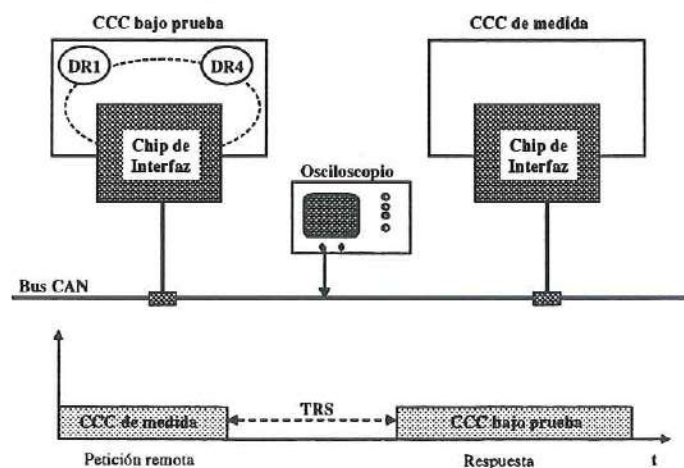 CCC bajo prueba
CCC de medida
DR1
DR4
Chip de
Interfaz
Chip de
Interfaz
Osciloscopio
Bus CAN
TRS
CCC de medida
CCC bajo prueba
Petición remota
Respuesta
t